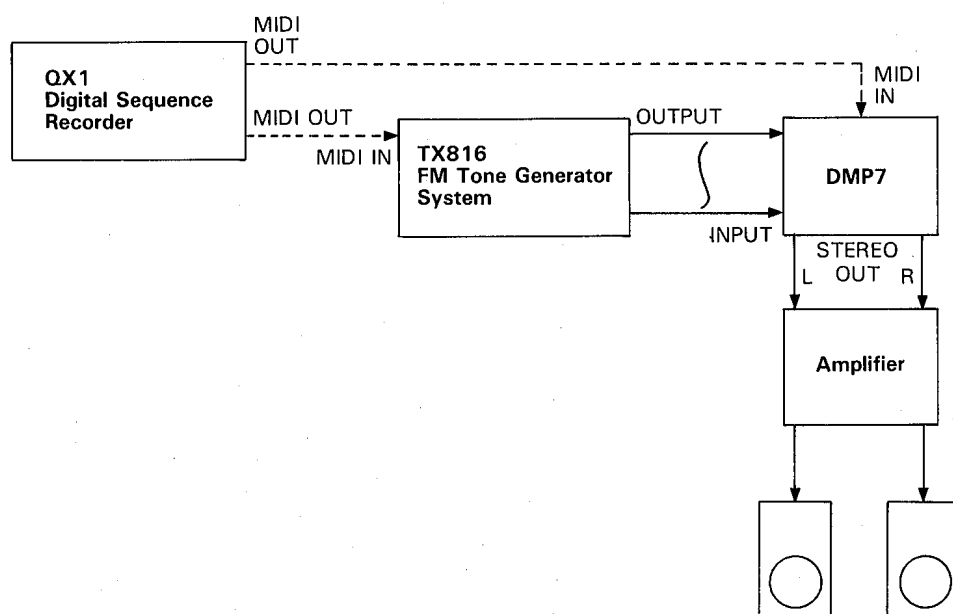 MIDI
OUT
QX1
Digital Sequence
Recorder
MIDI
IN
MIDI OUT
MIDI IN
TX816
FM Tone Generator
System
OUTPUT
INPUT
DMP7
STEREO
OUT
L
R
Amplifier